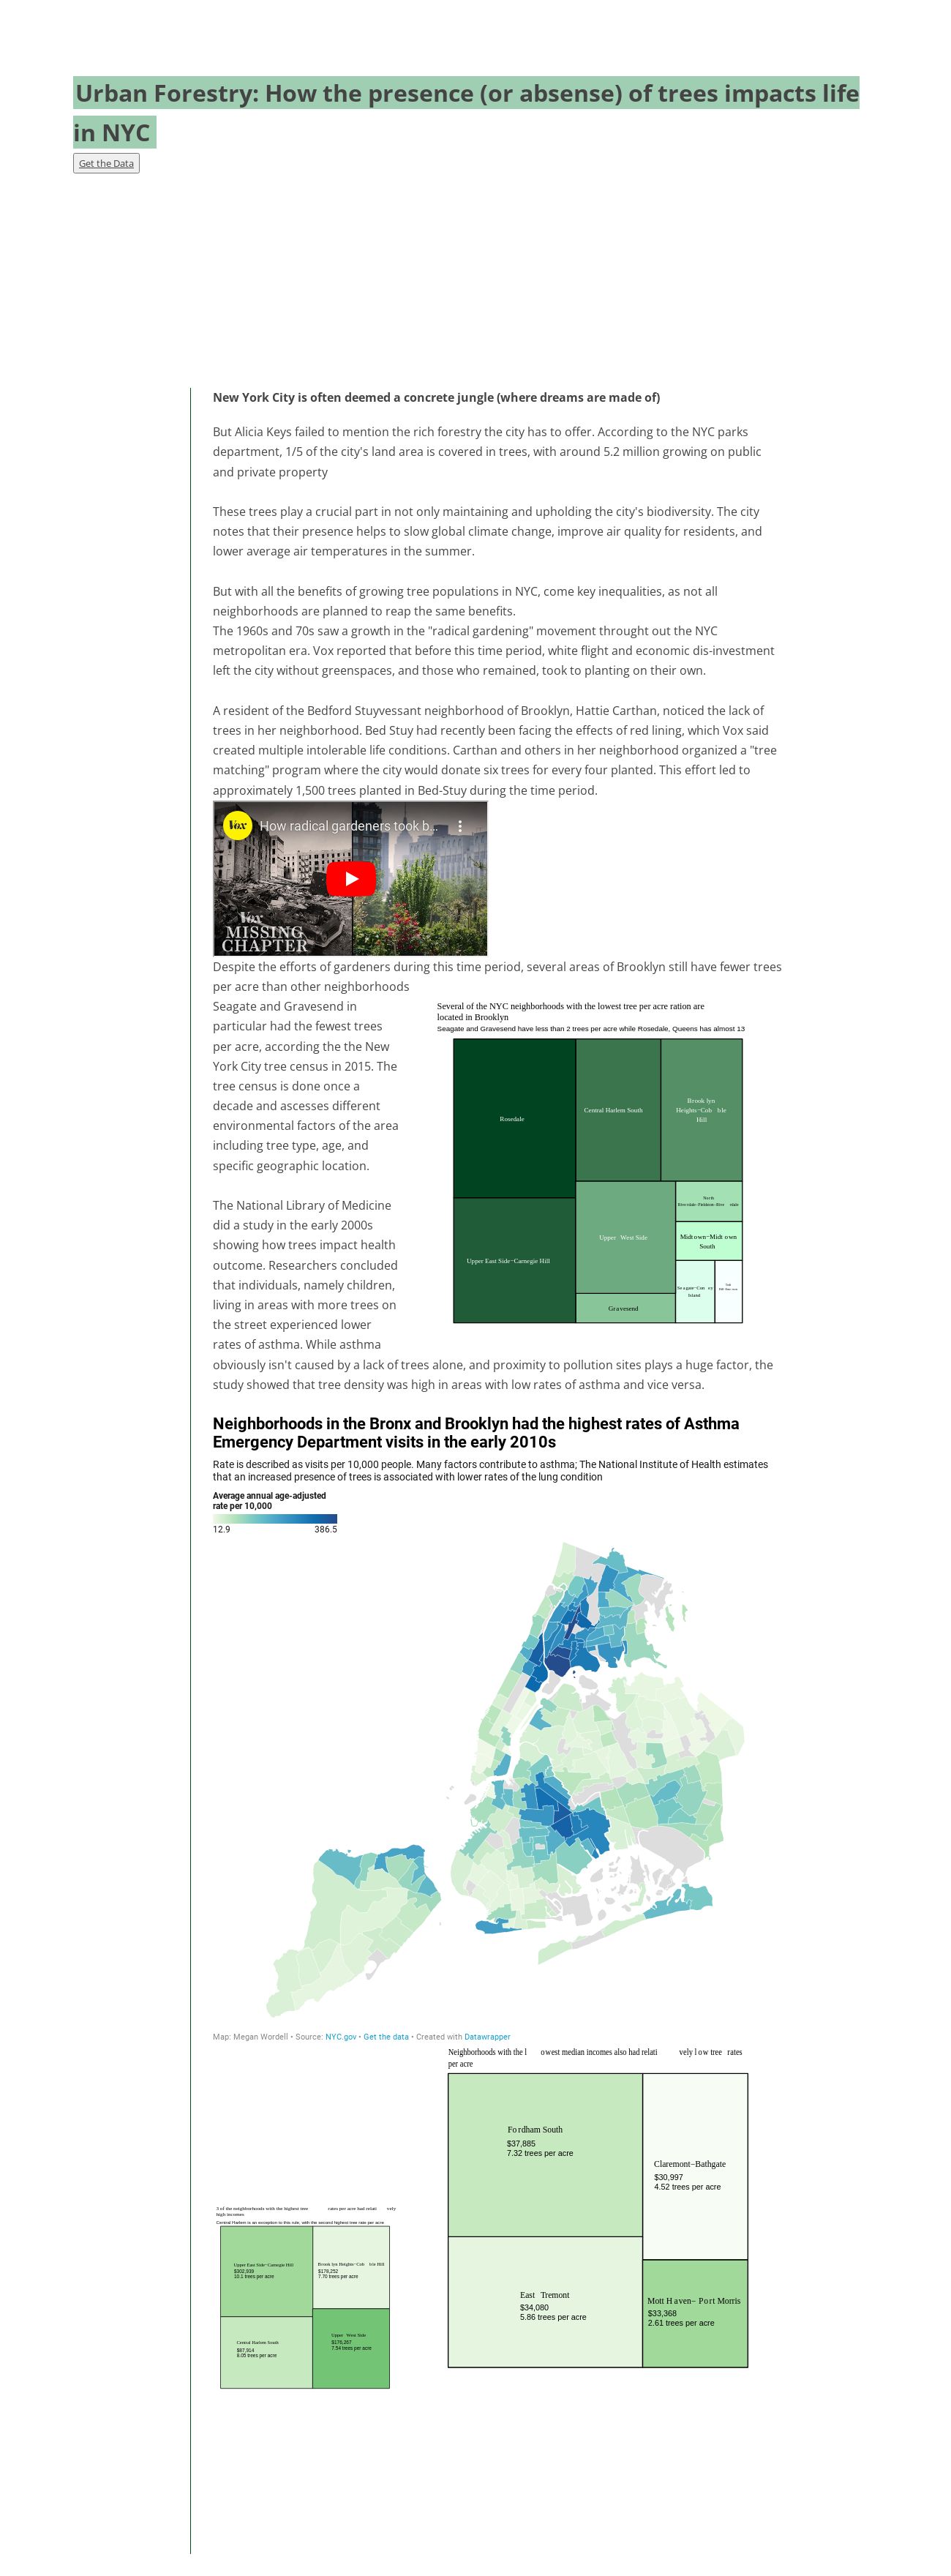 Urban Forestry: How the presence (or absense) of trees impacts life
in NYC
Get the Data
New York City is often deemed a concrete jungle (where dreams are made of)
But Alicia Keys failed to mention the rich forestry the city has to offer. According to the NYC parks
department, 1/5 of the city's land area is covered in trees, with around 5.2 million growing on public
and private property
These trees play a crucial part in not only maintaining and upholding the city's biodiversity. The city
notes that their presence helps to slow global climate change, improve air quality for residents, and
lower average air temperatures in the summer.
But with all the benefits of growing tree populations in NYC, come key inequalities, as not all
neighborhoods are planned to reap the same benefits.
The 1960s and 70s saw a growth in the "radical gardening" movement throught out the NYC
metropolitan era. Vox reported that before this time period, white flight and economic dis-investment
left the city without greenspaces, and those who remained, took to planting on their own.
A resident of the Bedford Stuyvessant neighborhood of Brooklyn, Hattie Carthan, noticed the lack of
trees in her neighborhood. Bed Stuy had recently been facing the effects of red lining, which Vox said
created multiple intolerable life conditions. Carthan and others in her neighborhood organized a "tree
matching" program where the city would donate six trees for every four planted. This effort led to
approximately 1,500 trees planted in Bed-Stuy during the time period.
Vox
How radical gardeners took b...
Vox
MISSING
CHAPTER
Despite the efforts of gardeners during this time period, several areas of Brooklyn still have fewer trees
per acre than other neighborhoods
Seagate and Gravesend in
particular had the fewest trees
per acre, according the the New
York City tree census in 2015. The
tree census is done once a
decade and ascesses different
environmental factors of the area
including tree type, age, and
specific geographic location.
The National Library of Medicine
did a study in the early 2000s
showing how trees impact health
outcome. Researchers concluded
that individuals, namely children,
living in areas with more trees on
the street experienced lower
rates of asthma. While asthma
obviously isn't caused by a lack of trees alone, and proximity to pollution sites plays a huge factor, the
study showed that tree density was high in areas with low rates of asthma and vice versa.
Several of the NYC neighborhoods with the lowest tree per acre ration are
located in Brooklyn
Seagate and Gravesend have less than 2 trees per acre while Rosedale, Queens has almost 13
Rosedale
Central Harlem South
Brook lyn
Heights-Cob ble
Hill
Upper East Side-Carnegie Hill
Upper West Side
North
Midtown-Midt own
South
Seagate-Con ey
Island
Gravesend
Neighborhoods in the Bronx and Brooklyn had the highest rates of Asthma
Emergency Department visits in the early 2010s
Rate is described as visits per 10,000 people. Many factors contribute to asthma; The National Institute of Health estimates
that an increased presence of trees is associated with lower rates of the lung condition
Average annual age-adjusted
rate per 10,000
12.9 386.5
Map: Megan Wordell • Source: NYC.gov • Get the data • Created with Datawrapper
Neighborhoods with the l owest median incomes also had relati vely l ow tree rates
per acre
Fo rdham South
$37,885
7.32 trees per acre
Claremont-Bathgate
$30,997
4.52 trees per acre
East Tremont
$34,080
5.86 trees per acre
Mott H aven- Po rt Morris
$33,368
2.61 trees per acre
3 of the neighborhoods with the highest tree rates per acre had relati vely
high incomes
Central Harlem is an exception to this rule, with the second highest tree rate per acre
Upper East Side-Carnegie Hill
10.1 trees per acre
Brook lyn Heights-Cob ble Hill
$179,252
7.70 trees per acre
Central Harlem South
8.05 trees per acre
Upper West Side
$176,267
7.54 trees per acre